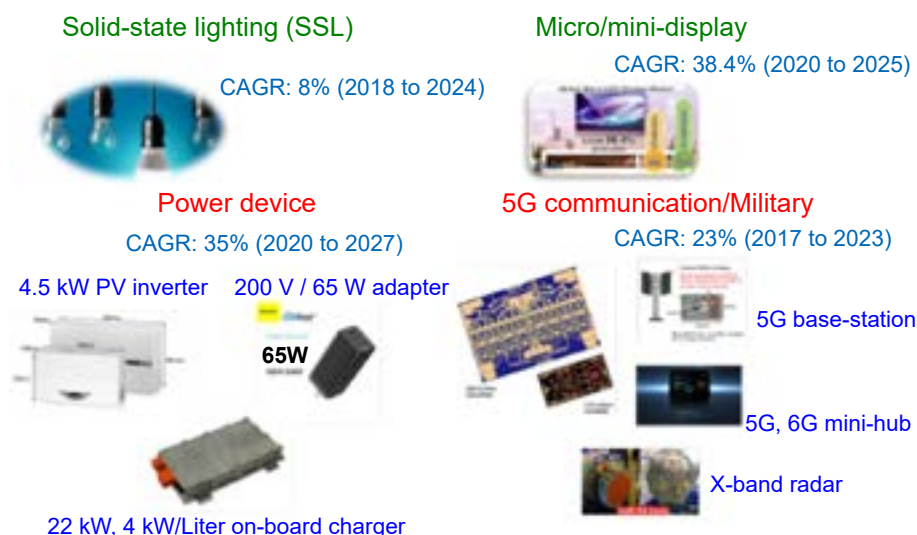 Solid-state lighting (SSL)
CAGR: 8% (2018 to 2024)
Micro/mini-display
CAGR: 38.4% (2020 to 2025)
Power device
CAGR: 35% (2020 to 2027)
4.5 kW PV inverter
200 V / 65 W adapter
65W
22 kW, 4 kW/Liter on-board charger
5G communication/Military
CAGR: 23% (2017 to 2023)
5G base-station
5G, 6G mini-hub
X-band radar